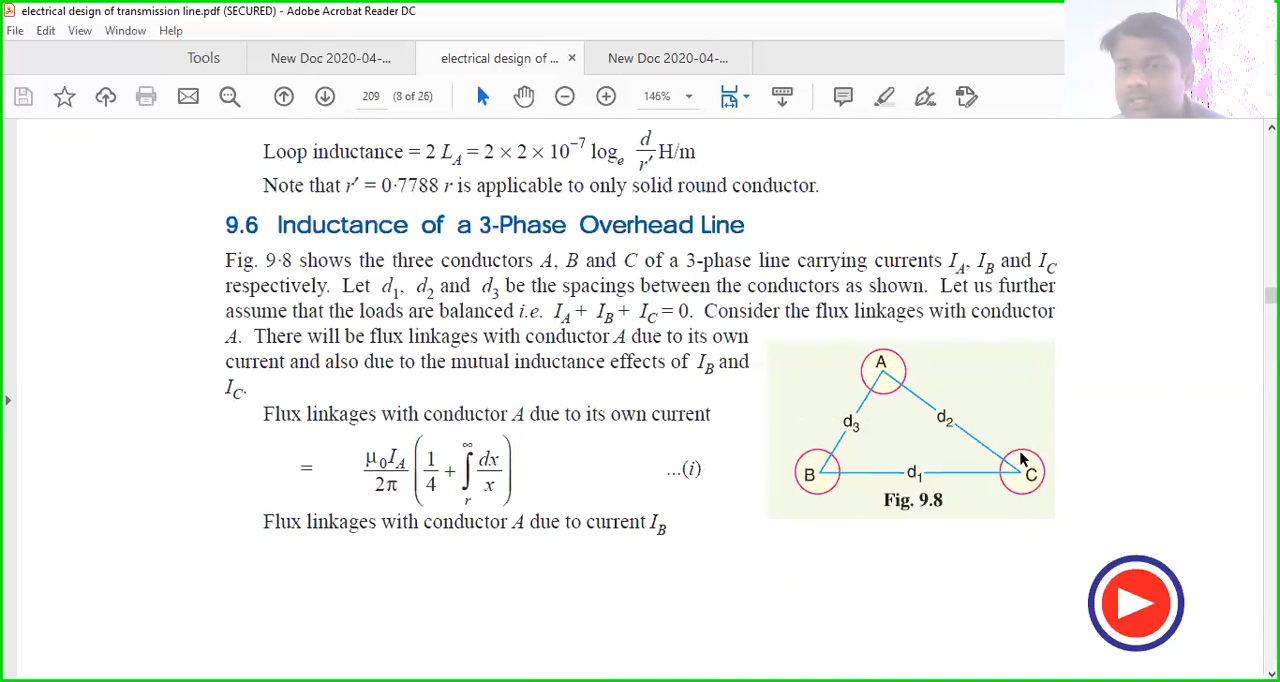 electrical design of transmission line.pdf (SECURED) - Adobe Acrobat Reader DC
File Edit View Window Help
Tools New Doc 2020-04-... electrical design of ... × New Doc 2020-04-...
209 (8 of 26) 146%
Loop inductance = 2 L_A = 2 × 2 × 10⁻⁷ log_e d/r′ H/m
Note that r′ = 0·7788 r is applicable to only solid round conductor.
9.6 Inductance of a 3-Phase Overhead Line
Fig. 9·8 shows the three conductors A, B and C of a 3-phase line carrying currents I_A, I_B and I_C
respectively. Let d₁, d₂ and d₃ be the spacings between the conductors as shown. Let us further
assume that the loads are balanced i.e. I_A + I_B + I_C = 0. Consider the flux linkages with conductor
A. There will be flux linkages with conductor A due to its own
current and also due to the mutual inductance effects of I_B and
I_C.
Flux linkages with conductor A due to its own current
= μ₀I_A/2π (1/4 + ∫_r^∞ dx/x) ...(i)
Flux linkages with conductor A due to current I_B
A
d₃ d₂
B d₁ C
Fig. 9.8